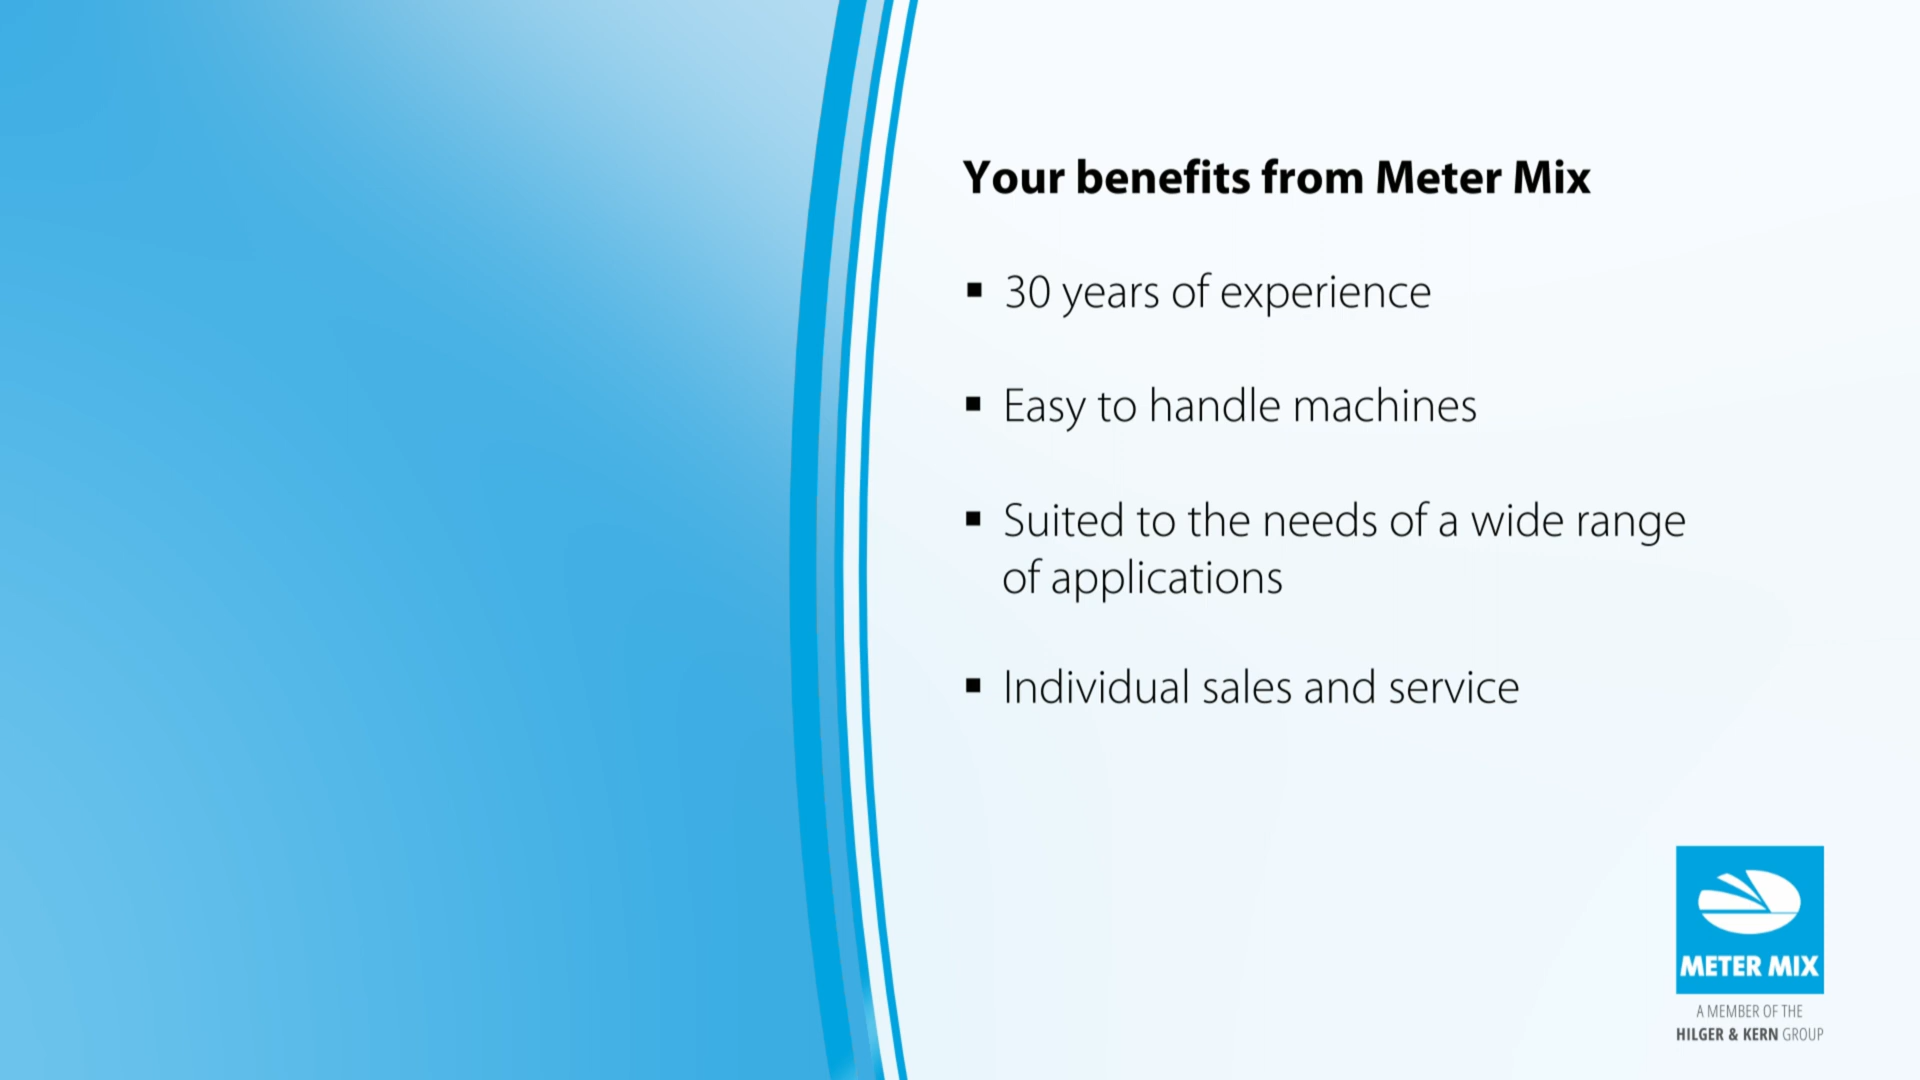 Your benefits from Meter Mix
▪ 30 years of experience
▪ Easy to handle machines
▪ Suited to the needs of a wide range
of applications
▪ Individual sales and service
METER MIX
A MEMBER OF THE
HILGER & KERN GROUP